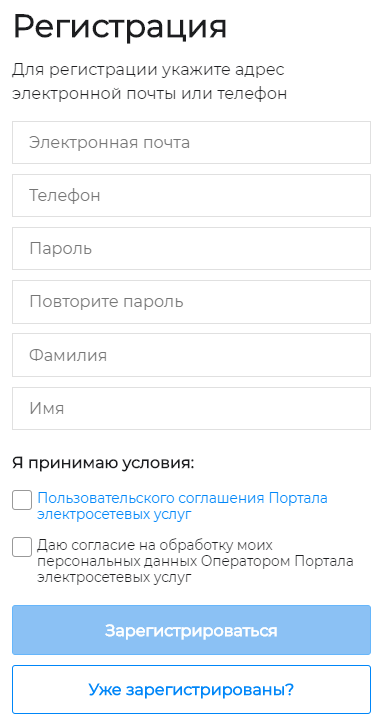 Регистрация
Для регистрации укажите адрес
электронной почты или телефон
Электронная почта
Телефон
Пароль
Повторите пароль
Фамилия
Имя
Я принимаю условия:
Пользовательского соглашения Портала
электросетевых услуг
Даю согласие на обработку моих
персональных данных Оператором Портала
электросетевых услуг
Зарегистрироваться
Уже зарегистрированы?